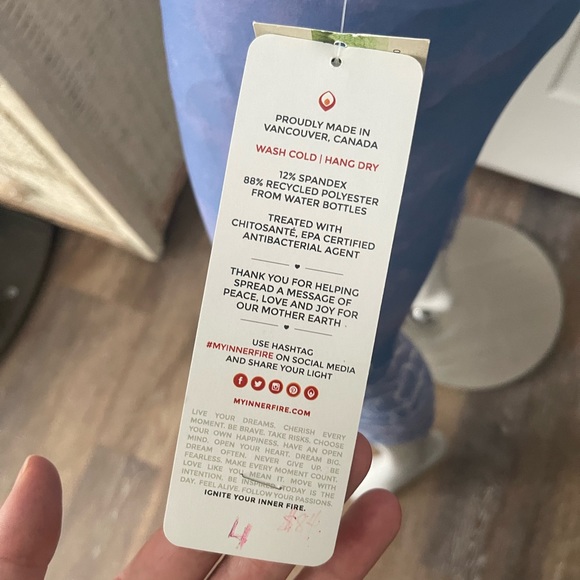 PROUDLY MADE IN
VANCOUVER, CANADA
WASH COLD | HANG DRY
12% SPANDEX
88% RECYCLED POLYESTER
FROM WATER BOTTLES
TREATED WITH
CHITOSANTÉ, EPA CERTIFIED
ANTIBACTERIAL AGENT
THANK YOU FOR HELPING
SPREAD A MESSAGE OF
PEACE, LOVE AND JOY FOR
OUR MOTHER EARTH
USE HASHTAG
#MYINNERFIRE ON SOCIAL MEDIA
AND SHARE YOUR LIGHT
MYINNERFIRE.COM
LIVE YOUR DREAMS. CHERISH EVERY
MOMENT. BE BRAVE. TAKE RISKS. CHOOSE
YOUR OWN HAPPINESS. HAVE AN OPEN
MIND. OPEN YOUR HEART. DREAM BIG.
DREAM OFTEN. NEVER GIVE UP. BE
FEARLESS. MAKE EVERY MOMENT COUNT.
LOVE LIKE YOU MEAN IT. MOVE WITH
INTENTION. BE INSPIRED. TODAY IS THE
DAY. FEEL ALIVE. FOLLOW YOUR PASSIONS.
IGNITE YOUR INNER FIRE.
4